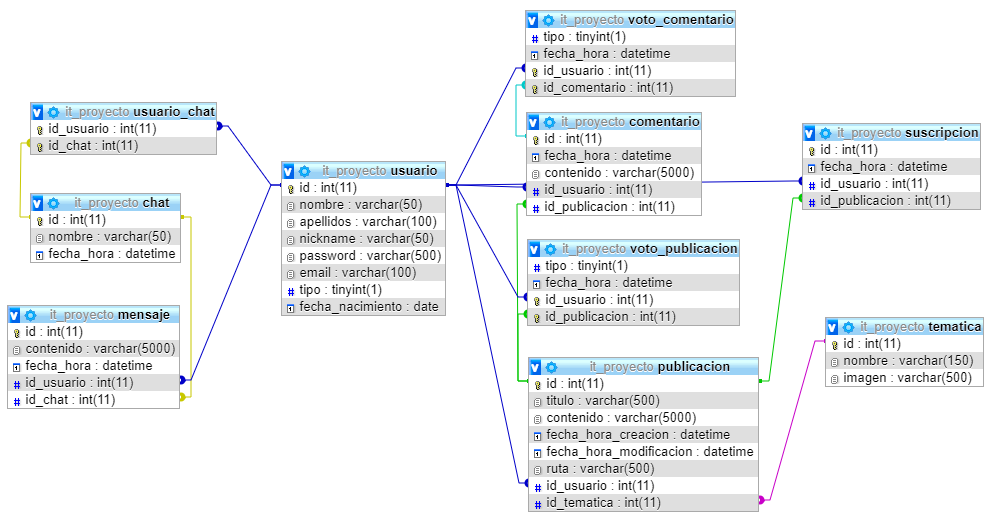 it_proyecto usuario_chat
id_usuario : int(11)
id_chat : int(11)
it_proyecto chat
id : int(11)
nombre : varchar(50)
fecha_hora : datetime
it_proyecto mensaje
id : int(11)
contenido : varchar(5000)
fecha_hora : datetime
id_usuario : int(11)
id_chat : int(11)
it_proyecto usuario
id : int(11)
nombre : varchar(50)
apellidos : varchar(100)
nickname : varchar(50)
password : varchar(500)
email : varchar(100)
tipo : tinyint(1)
fecha_nacimiento : date
it_proyecto voto_comentario
tipo : tinyint(1)
fecha_hora : datetime
id_usuario : int(11)
id_comentario : int(11)
it_proyecto comentario
id : int(11)
fecha_hora : datetime
contenido : varchar(5000)
id_usuario : int(11)
id_publicacion : int(11)
it_proyecto voto_publicacion
tipo : tinyint(1)
fecha_hora : datetime
id_usuario : int(11)
id_publicacion : int(11)
it_proyecto publicacion
id : int(11)
titulo : varchar(500)
contenido : varchar(5000)
fecha_hora_creacion : datetime
fecha_hora_modificacion : datetime
ruta : varchar(500)
id_usuario : int(11)
id_tematica : int(11)
it_proyecto suscripcion
id : int(11)
fecha_hora : datetime
id_usuario : int(11)
id_publicacion : int(11)
it_proyecto tematica
id : int(11)
nombre : varchar(150)
imagen : varchar(500)